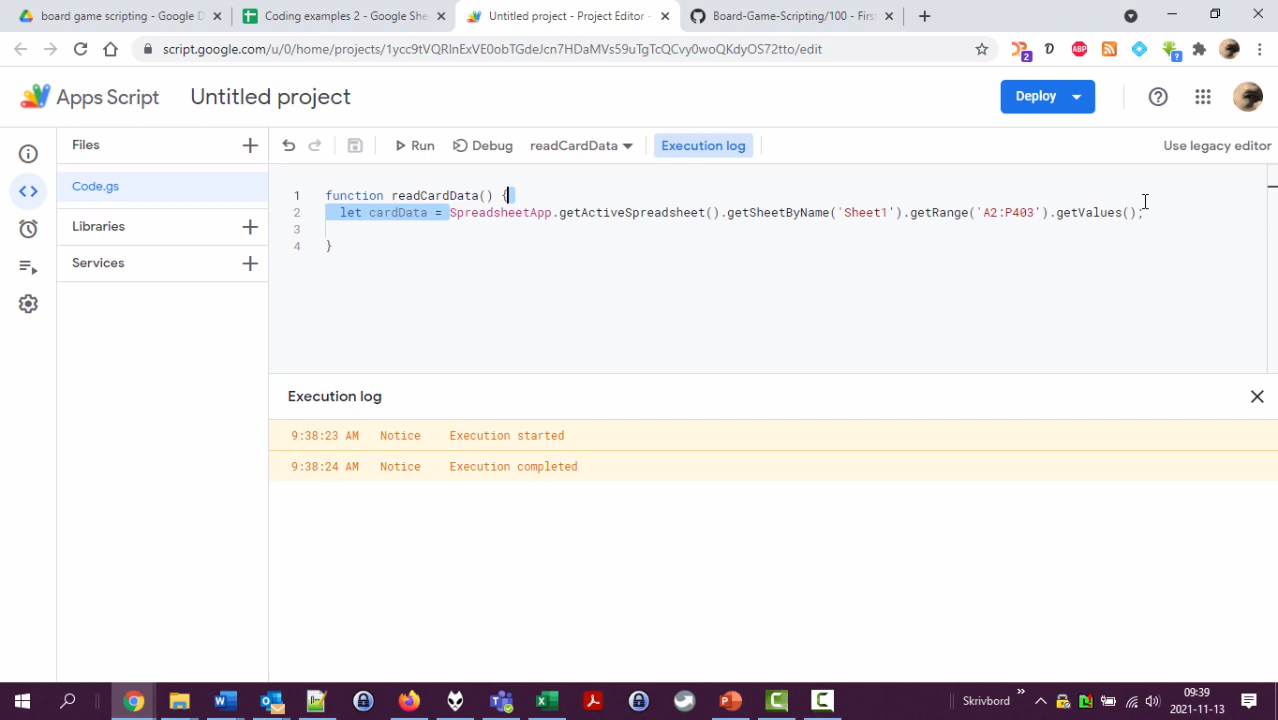 board game scripting - Google D
Coding examples 2 - Google Shee
Untitled project - Project Editor -
Board-Game-Scripting/100 - Firs
script.google.com/u/0/home/projects/1ycc9tVQRlnExVE0obTGdeJcn7HDaMVs59uTgTcQCvy0woQKdyOS72tto/edit
2
ABP
?
Apps Script
Untitled project
Deploy
Files
Code.gs
Libraries
Services
Run
Debug
readCardData
Execution log
Use legacy editor
1 function readCardData() {
2 let cardData = SpreadsheetApp.getActiveSpreadsheet().getSheetByName('Sheet1').getRange('A2:P403').getValues();
3
4 }
Execution log
9:38:23 AM Notice Execution started
9:38:24 AM Notice Execution completed
Skrivbord
09:39
2021-11-13